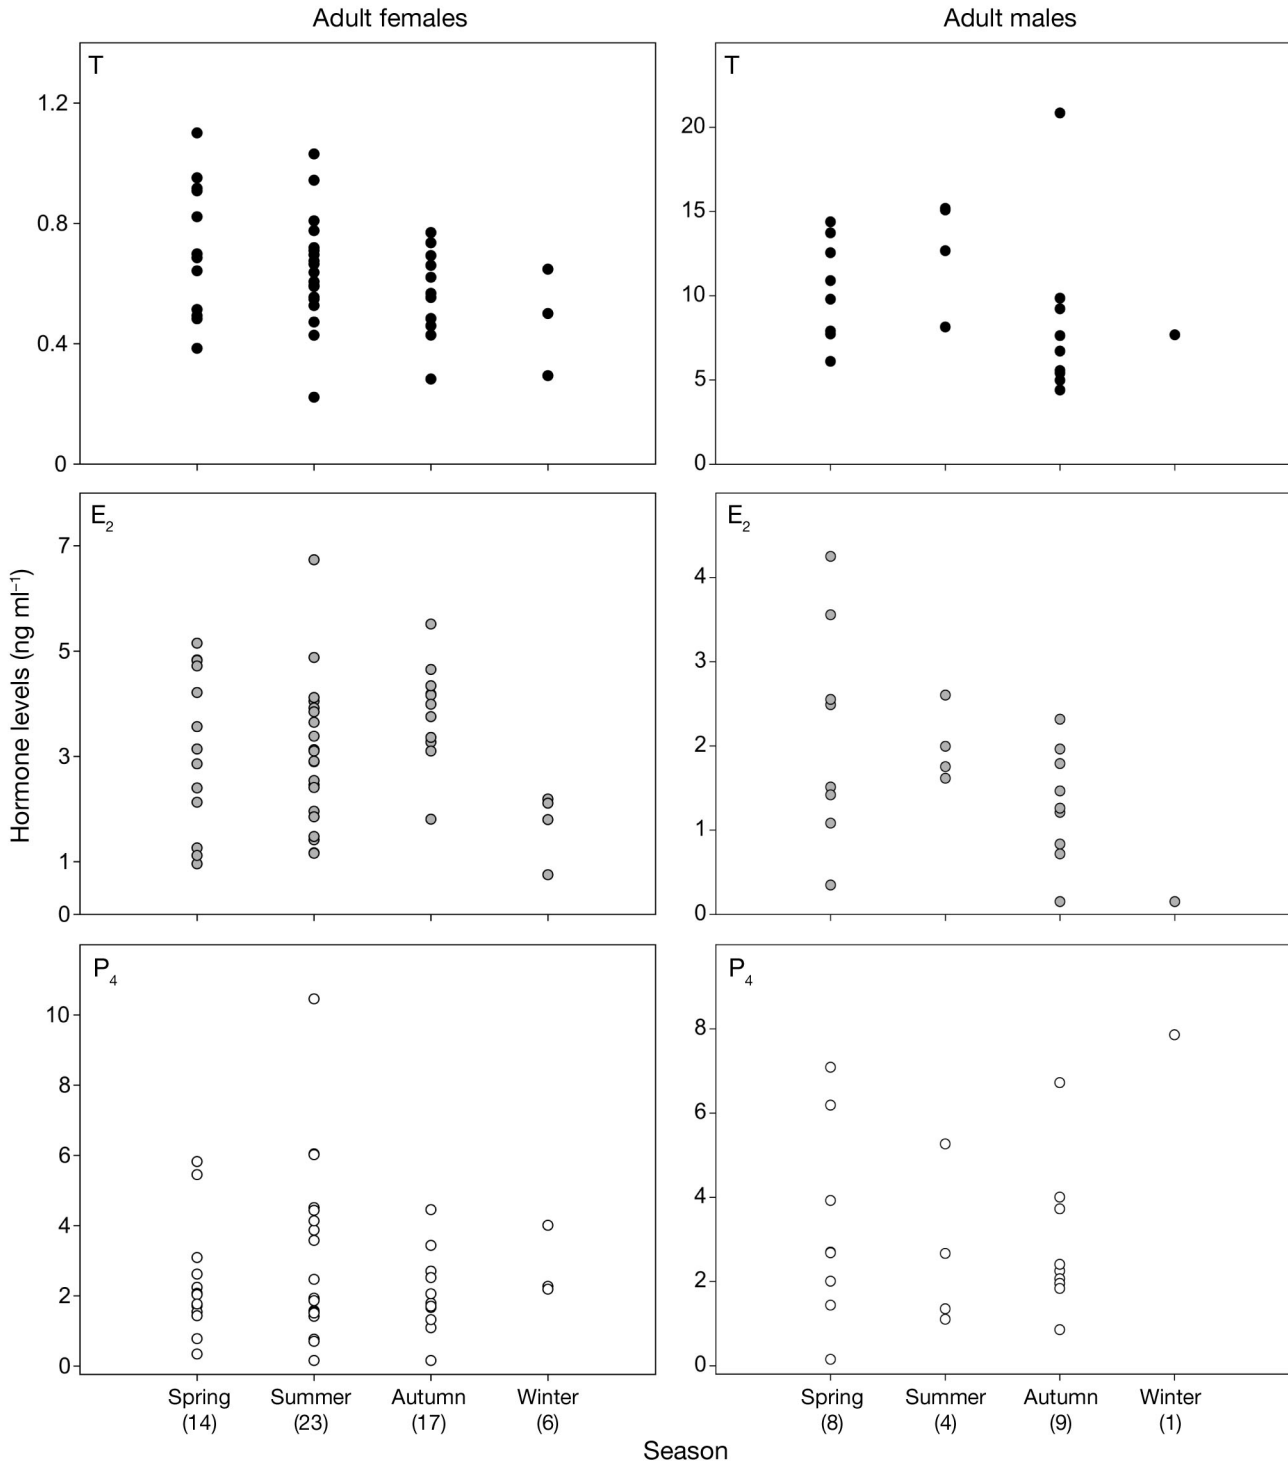 Adult females
Adult males
T
1.2
0.8
0.4
0
T
20
15
10
5
0
Hormone levels (ng ml⁻¹)
E₂
7
5
3
1
0
E₂
4
3
2
1
0
P₄
10
8
6
4
2
0
P₄
8
6
4
2
0
Spring Summer Autumn Winter
(14) (23) (17) (6)
Spring Summer Autumn Winter
(8) (4) (9) (1)
Season